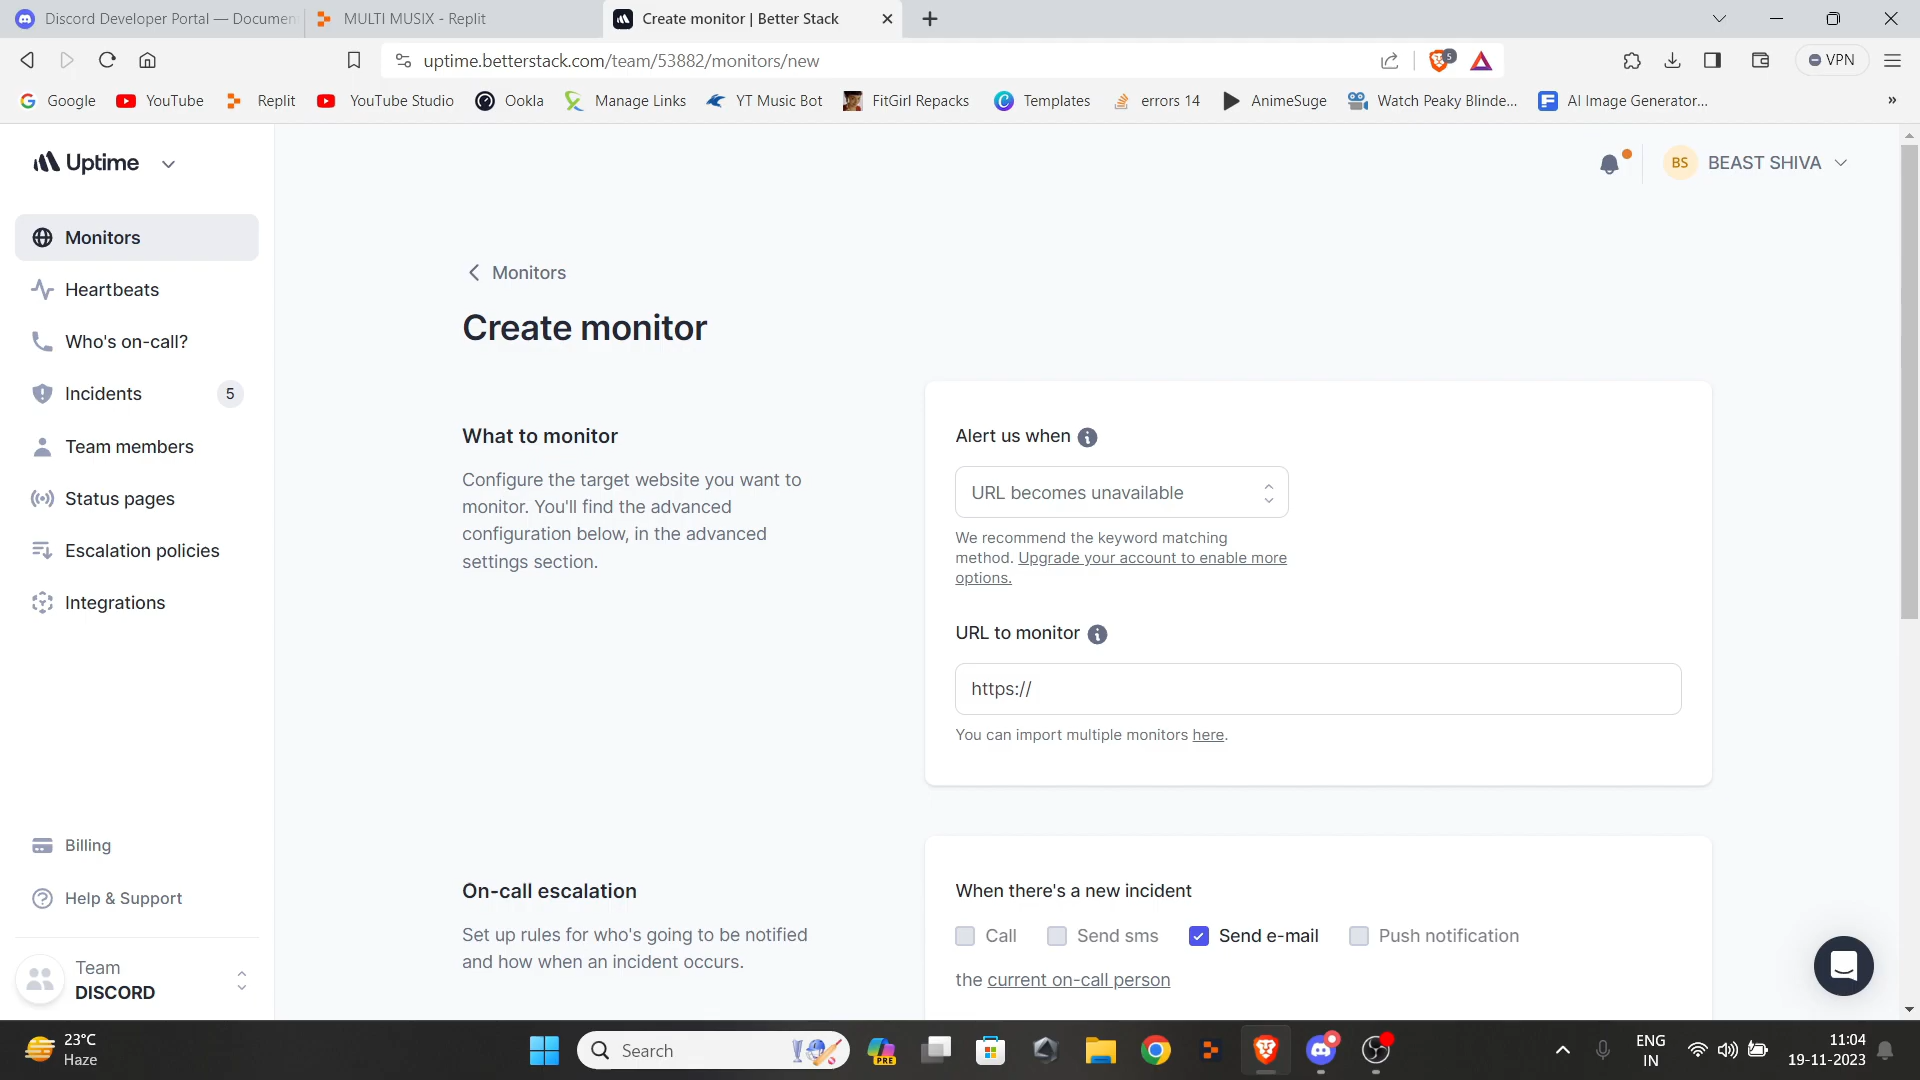 Discord Developer Portal — Documen
MULTI MUSIX - Replit
Create monitor | Better Stack
uptime.betterstack.com/team/53882/monitors/new
5
VPN
Google
YouTube
Replit
YouTube Studio
Ookla
Manage Links
YT Music Bot
FitGirl Repacks
Templates
errors 14
AnimeSuge
Watch Peaky Blinde...
AI Image Generator...
Uptime
BS BEAST SHIVA
Monitors
Heartbeats
Who's on-call?
Incidents 5
Team members
Status pages
Escalation policies
Integrations
Billing
Help & Support
Team
DISCORD
Monitors
Create monitor
What to monitor
Configure the target website you want to
monitor. You'll find the advanced
configuration below, in the advanced
settings section.
Alert us when
URL becomes unavailable
We recommend the keyword matching
method. Upgrade your account to enable more
options.
URL to monitor
https://
You can import multiple monitors here.
On-call escalation
Set up rules for who's going to be notified
and how when an incident occurs.
When there's a new incident
Call Send sms Send e-mail Push notification
the current on-call person
23°C
Haze
Search
PRE
ENG
IN
11:04
19-11-2023